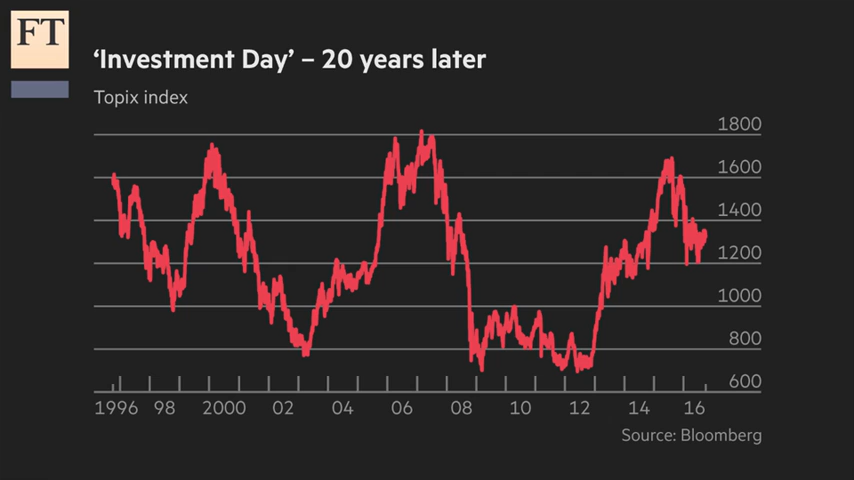 FT
‘Investment Day’ – 20 years later
Topix index
1800
1600
1400
1200
1000
800
600
1996 98 2000 02 04 06 08 10 12 14 16
Source: Bloomberg